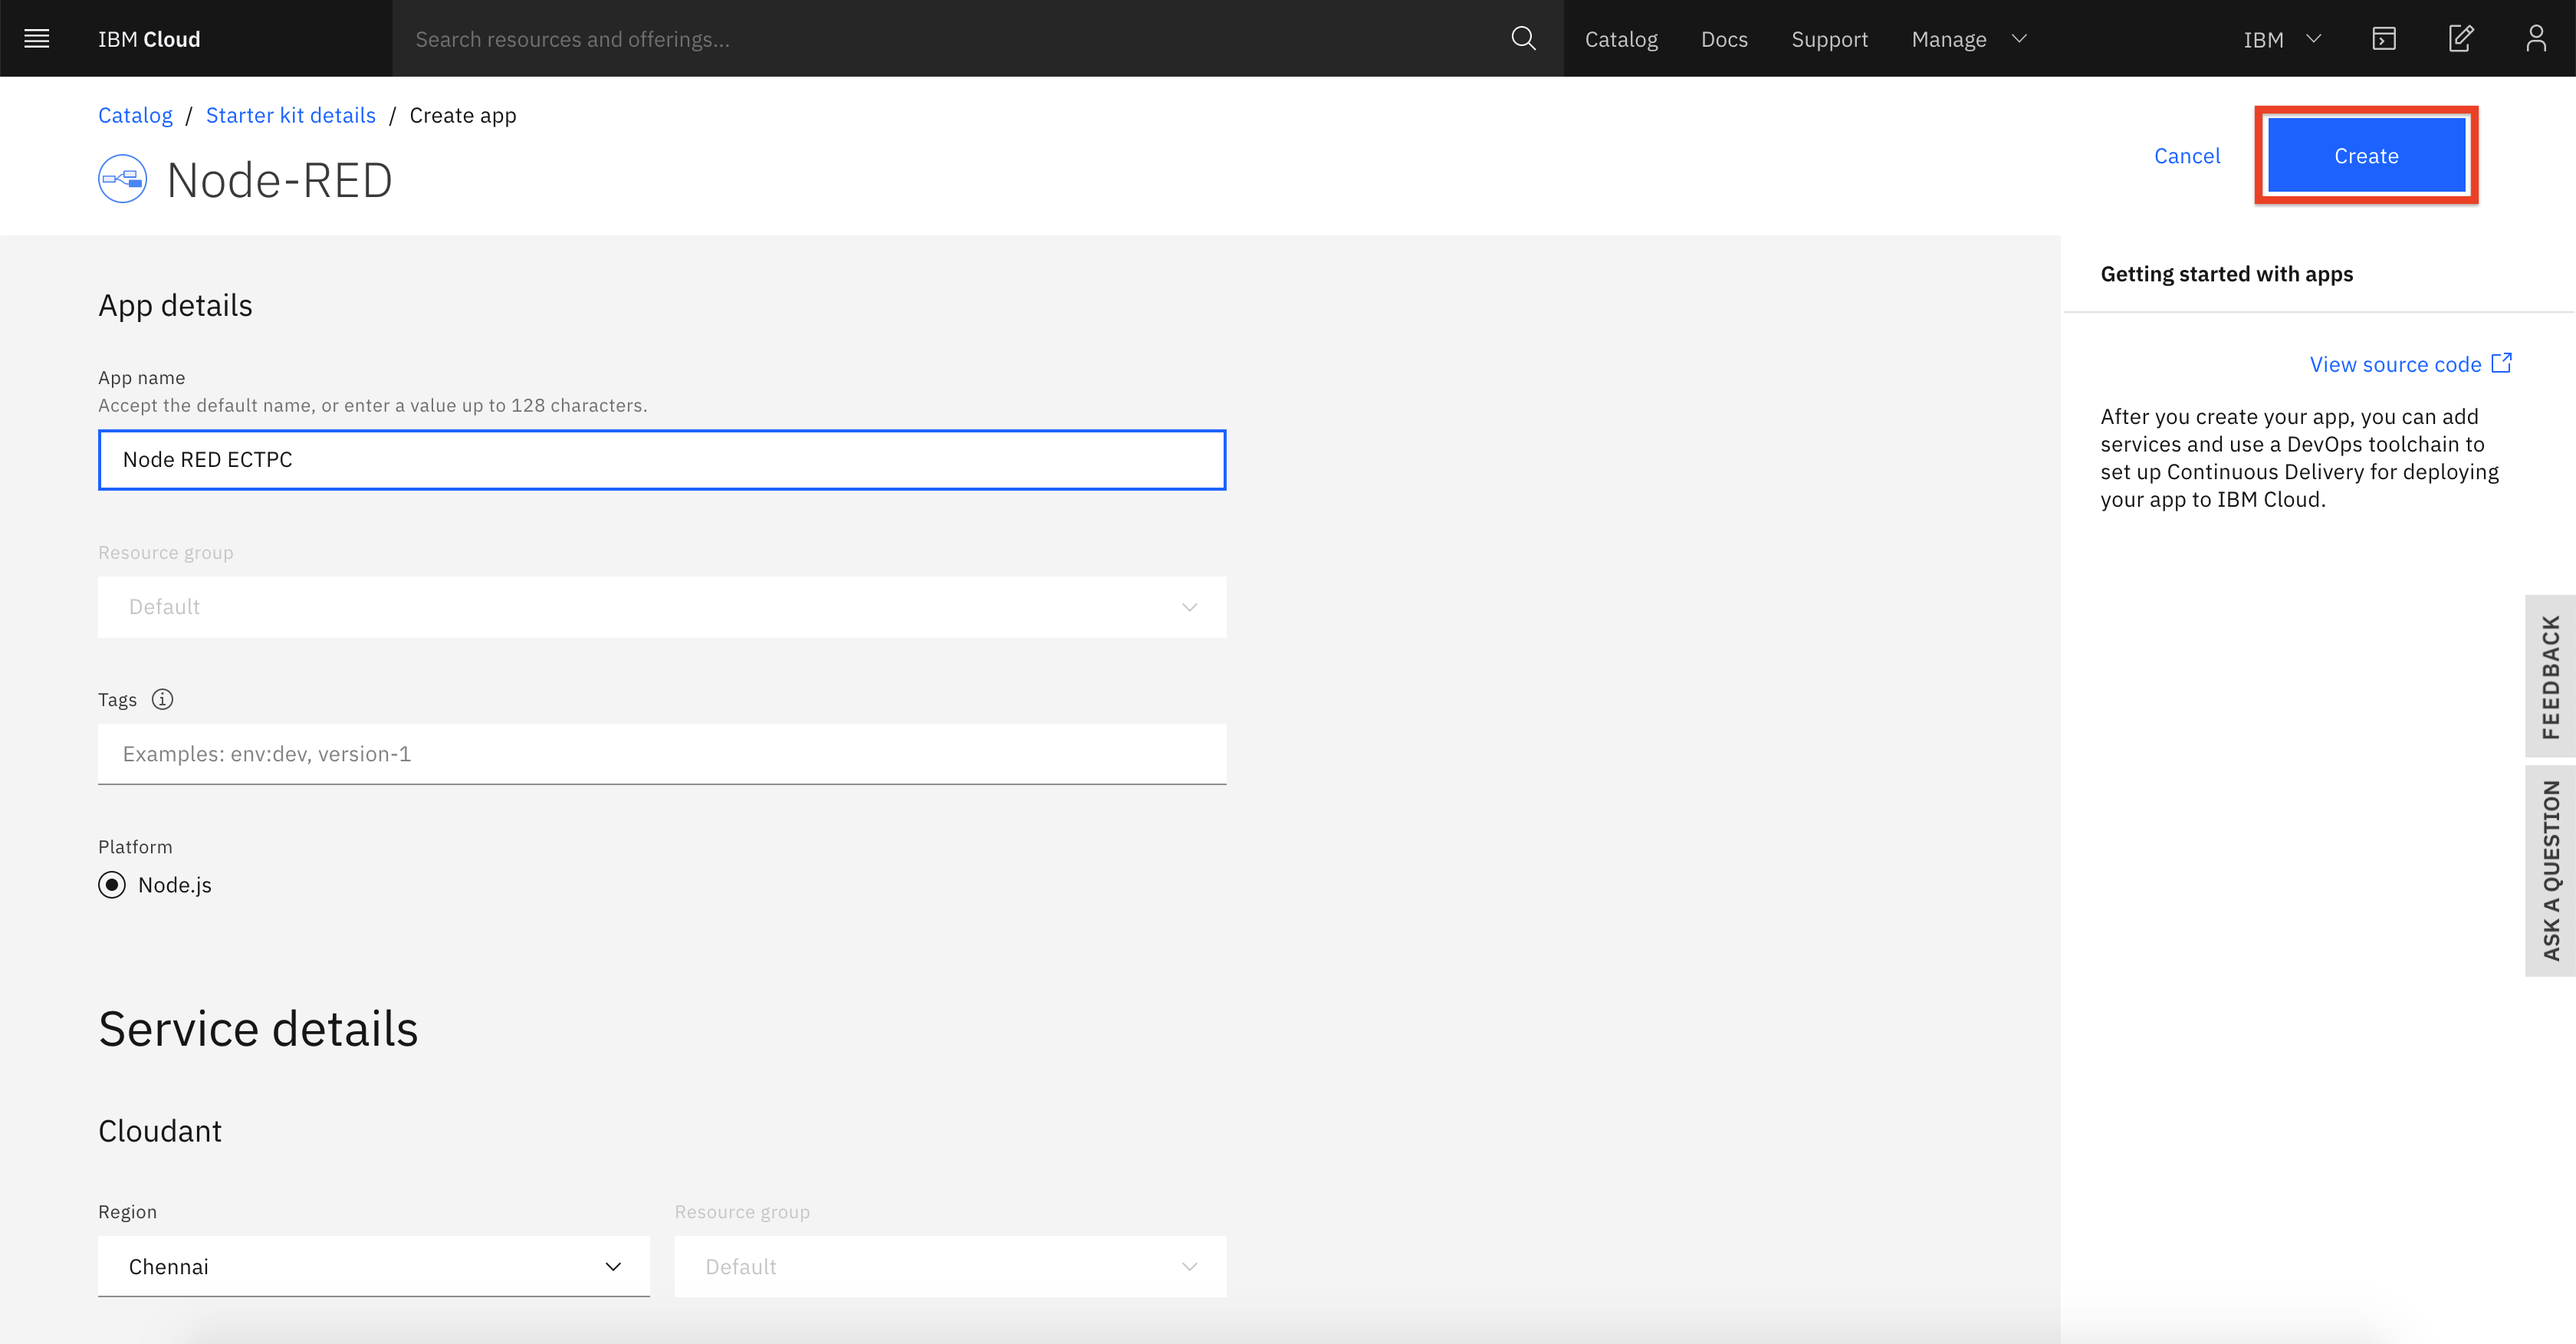 IBM Cloud
Search resources and offerings...
Catalog
Docs
Support
Manage
IBM
Catalog / Starter kit details / Create app
Node-RED
Cancel
Create
App details
App name
Accept the default name, or enter a value up to 128 characters.
Node RED ECTPC
Resource group
Default
Tags
Examples: env:dev, version-1
Platform
Node.js
Service details
Cloudant
Region
Resource group
Chennai
Default
Getting started with apps
View source code
After you create your app, you can add
services and use a DevOps toolchain to
set up Continuous Delivery for deploying
your app to IBM Cloud.
FEEDBACK
ASK A QUESTION